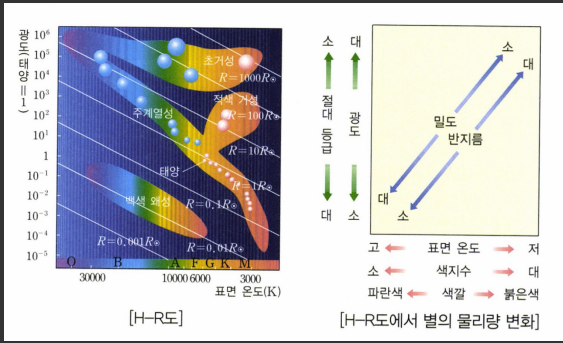 광도(태양=1)
10⁶
10⁵
10⁴
10³
10²
10¹
1
10⁻¹
10⁻²
10⁻³
10⁻⁴
10⁻⁵
초거성
R=1000R⊙
적색 거성
R=100R⊙
주계열성
R=10R⊙
태양
R=1R⊙
백색 왜성
R=0.1R⊙
R=0.001R⊙
R=0.01R⊙
O B A F G K M
30000 10000 6000 3000
표면 온도(K)
[H-R도]
소 대
절대 등급 광도
대 소
소
대
밀도
반지름
대
소
고 표면 온도 저
소 색지수 대
파란색 색깔 붉은색
[H-R도에서 별의 물리량 변화]